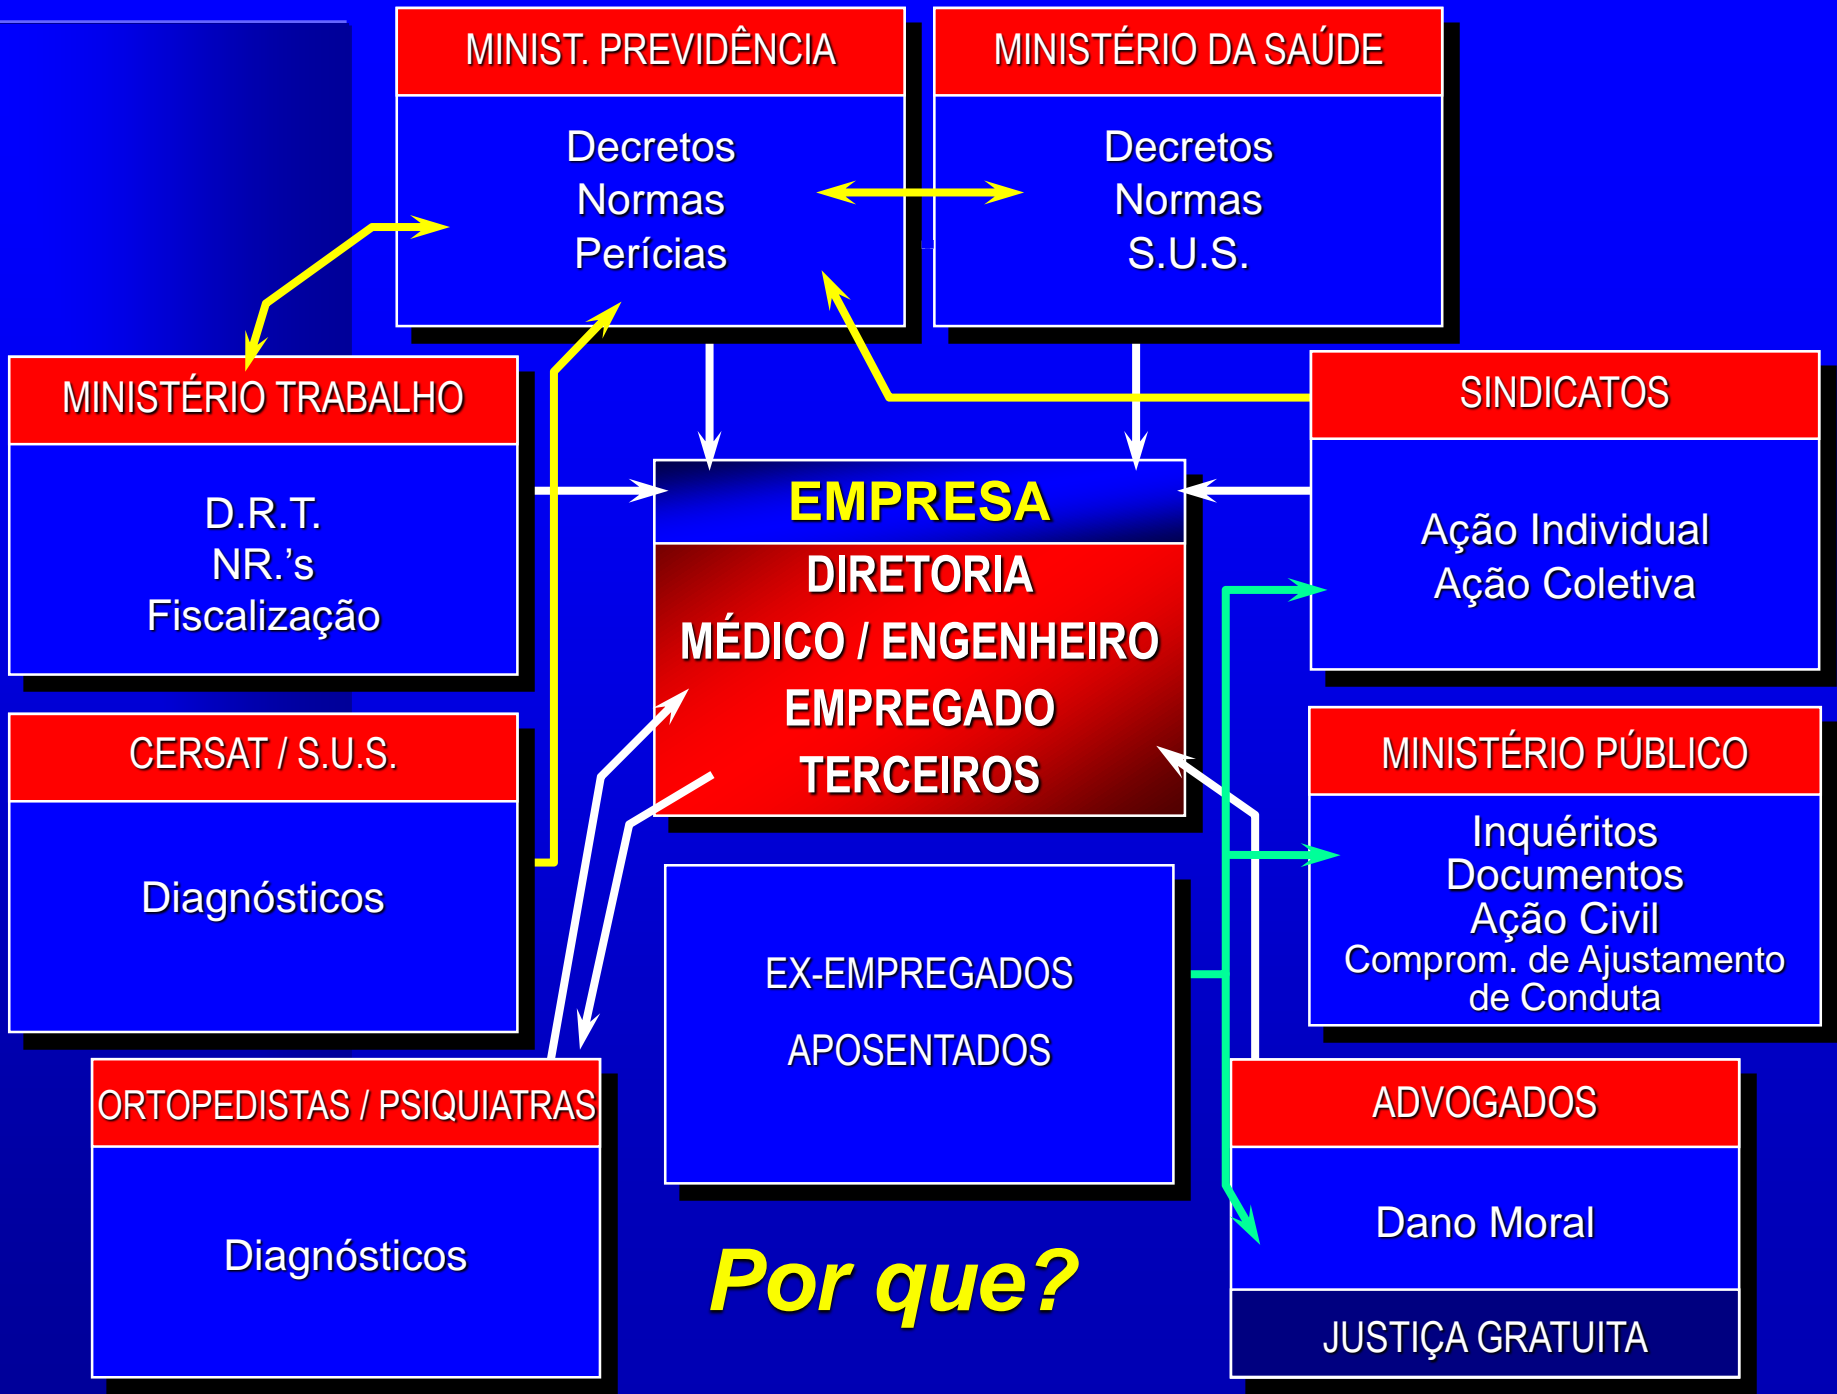 MINIST. PREVIDÊNCIA
Decretos
Normas
Perícias
MINISTÉRIO DA SAÚDE
Decretos
Normas
S.U.S.
MINISTÉRIO TRABALHO
D.R.T.
NR.’s
Fiscalização
EMPRESA
DIRETORIA
MÉDICO / ENGENHEIRO
EMPREGADO
TERCEIROS
SINDICATOS
Ação Individual
Ação Coletiva
CERSAT / S.U.S.
Diagnósticos
MINISTÉRIO PÚBLICO
Inquéritos
Documentos
Ação Civil
Comprom. de Ajustamento
de Conduta
EX-EMPREGADOS
APOSENTADOS
ORTOPEDISTAS / PSIQUIATRAS
Diagnósticos
ADVOGADOS
Dano Moral
JUSTIÇA GRATUITA
Por que?